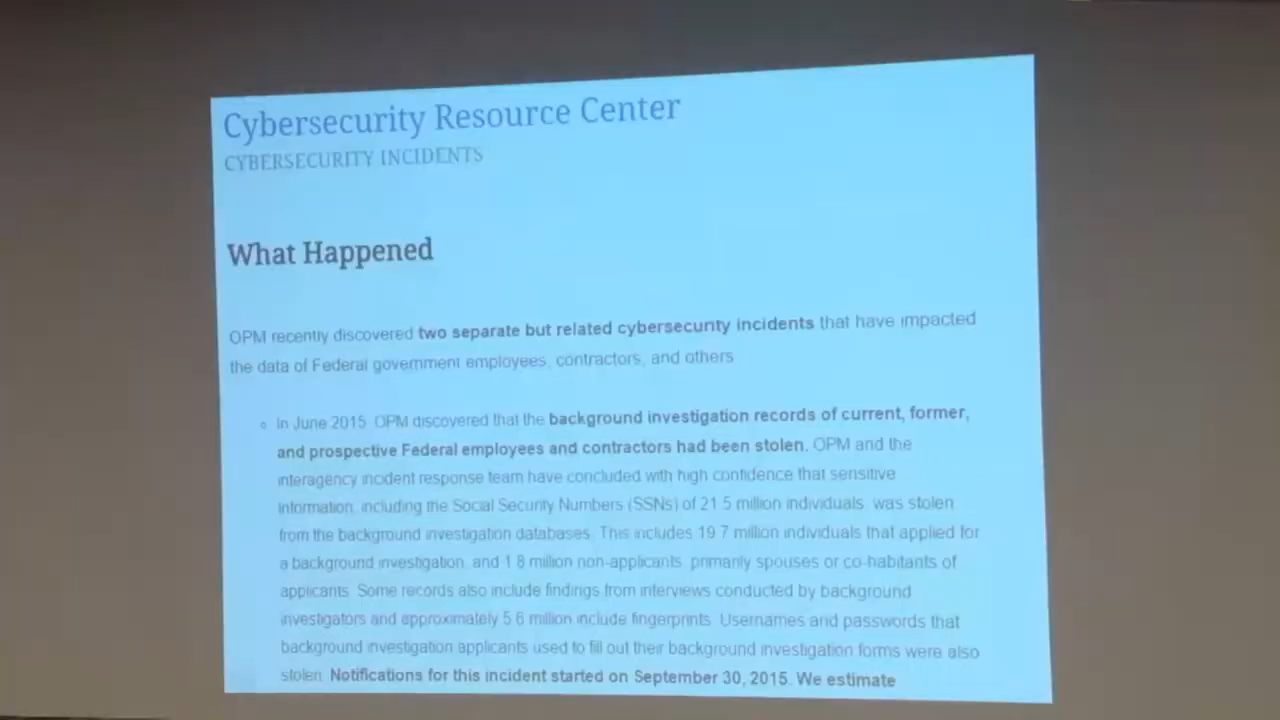 Cybersecurity Resource Center
CYBERSECURITY INCIDENTS
What Happened
OPM recently discovered two separate but related cybersecurity incidents that have impacted
the data of Federal government employees, contractors, and others
In June 2015, OPM discovered that the background investigation records of current, former,
and prospective Federal employees and contractors had been stolen. OPM and the
interagency incident response team have concluded with high confidence that sensitive
information, including the Social Security Numbers (SSNs) of 21.5 million individuals, was stolen
from the background investigation databases. This includes 19.7 million individuals that applied for
a background investigation, and 1.8 million non-applicants, primarily spouses or co-habitants of
applicants. Some records also include findings from interviews conducted by background
investigators and approximately 5.6 million include fingerprints. Usernames and passwords that
background investigation applicants used to fill out their background investigation forms were also
stolen. Notifications for this incident started on September 30, 2015. We estimate